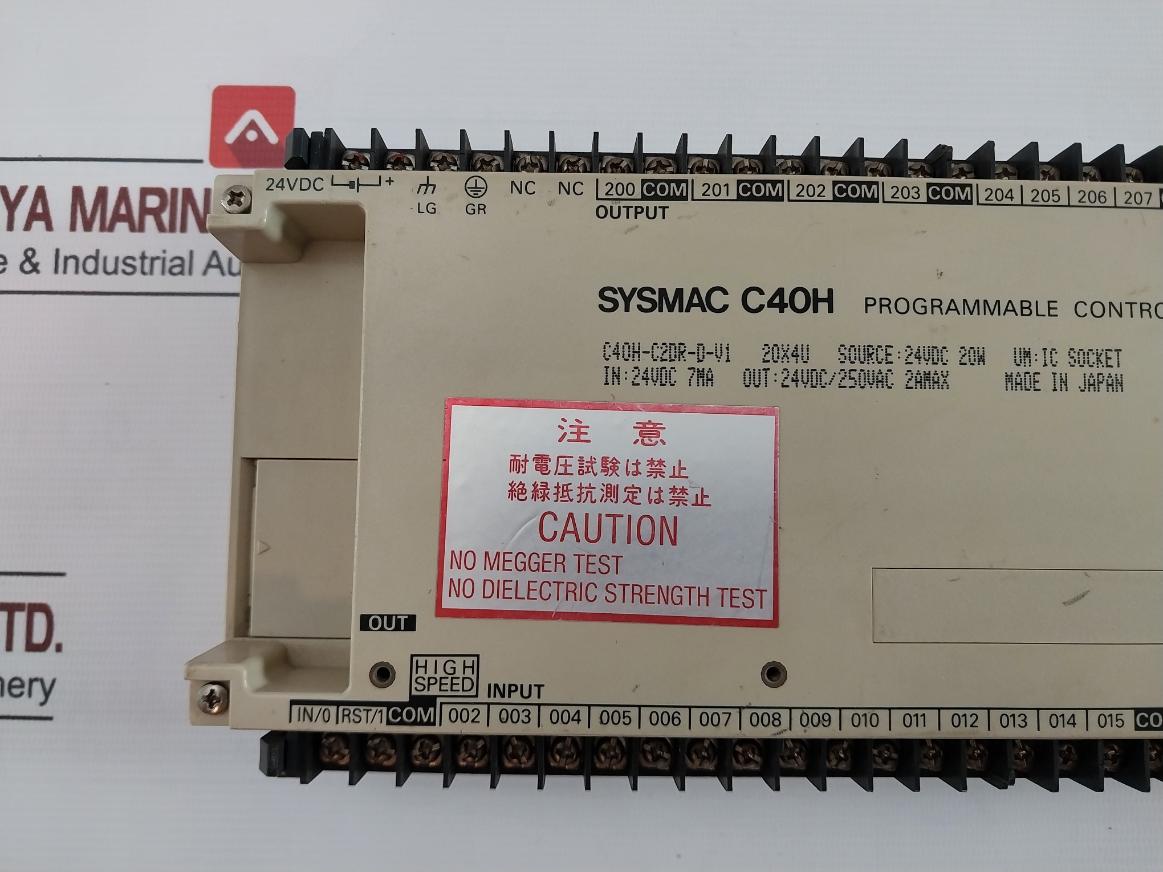 YA MARIN
e & Industrial Au
TD.
nery
24VDC + NC NC 200 COM 201 COM 202 COM 203 COM 204 205 206 207
LG GR OUTPUT
SYSMAC C40H PROGRAMMABLE CONTRO
C40H-C2DR-D-V1 20X4U SOURCE:24VDC 20W UM:IC SOCKET
IN:24VDC 7MA OUT:24VDC/250VAC 2AMAX MADE IN JAPAN
注 意
耐電圧試験は禁止
絶縁抵抗測定は禁止
CAUTION
NO MEGGER TEST
NO DIELECTRIC STRENGTH TEST
OUT
HIGH
SPEED INPUT
IN/0 RST/1 COM 002 003 004 005 006 007 008 009 010 011 012 013 014 015 CO